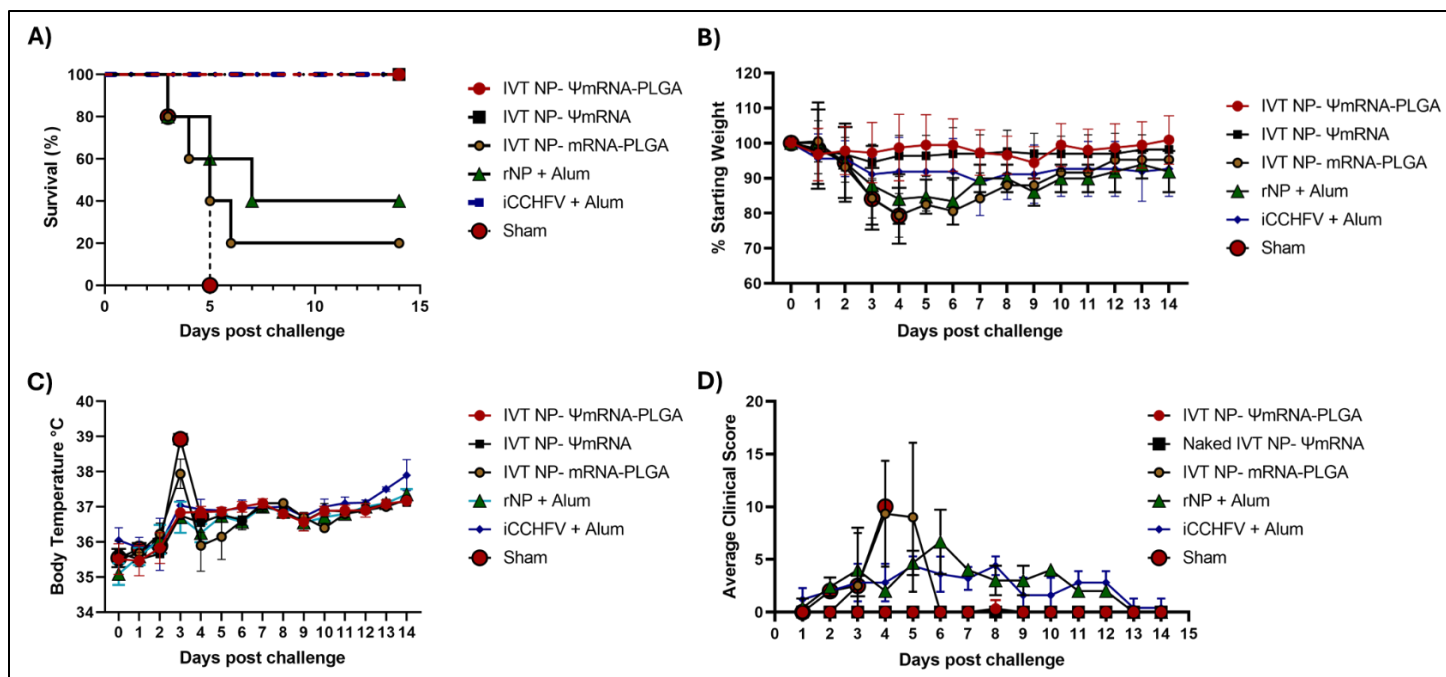 A)
Survival (%)
100
80
60
40
20
0
0
5
10
15
Days post challenge
IVT NP- ΨmRNA-PLGA
IVT NP- ΨmRNA
IVT NP- mRNA-PLGA
rNP + Alum
iCCHFV + Alum
Sham
B)
% Starting Weight
120
110
100
90
80
70
60
0 1 2 3 4 5 6 7 8 9 10 11 12 13 14
Days post challenge
IVT NP- ΨmRNA-PLGA
IVT NP- ΨmRNA
IVT NP- mRNA-PLGA
rNP + Alum
iCCHFV + Alum
Sham
C)
Body Temperature °C
39
38
37
36
35
34
0 1 2 3 4 5 6 7 8 9 10 11 12 13 14
Days post challenge
IVT NP- ΨmRNA-PLGA
IVT NP- ΨmRNA
IVT NP- mRNA-PLGA
rNP + Alum
iCCHFV + Alum
Sham
D)
Average Clinical Score
20
15
10
5
0
0 1 2 3 4 5 6 7 8 9 10 11 12 13 14 15
Days post challenge
IVT NP- ΨmRNA-PLGA
Naked IVT NP- ΨmRNA
IVT NP- mRNA-PLGA
rNP + Alum
iCCHFV + Alum
Sham